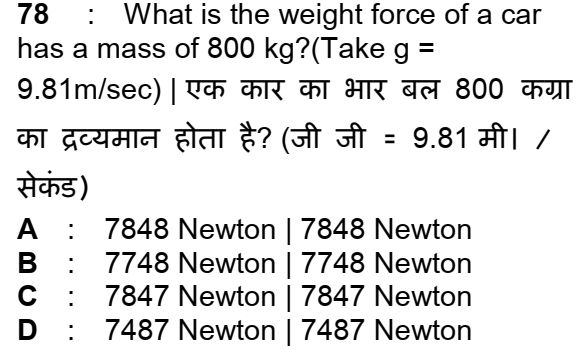 78 : What is the weight force of a car
has a mass of 800 kg?(Take g =
9.81m/sec) | एक कार का भार बल 800 कग्रा
का द्रव्यमान होता है? (जी जी = 9.81 मी। /
सेकंड)
A : 7848 Newton | 7848 Newton
B : 7748 Newton | 7748 Newton
C : 7847 Newton | 7847 Newton
D : 7487 Newton | 7487 Newton